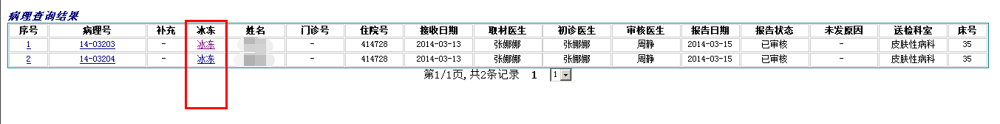 病理查询结果
序号 病理号 补充 冰冻 姓名 门诊号 住院号 接收日期 取材医生 初诊医生 审核医生 报告日期 报告状态 未发原因 送检科室 床号
1 14-03203 - 冰冻 - 414728 2014-03-13 张娜娜 张娜娜 周静 2014-03-15 已审核 - 皮肤性病科 35
2 14-03204 - 冰冻 - 414728 2014-03-13 张娜娜 张娜娜 周静 2014-03-15 已审核 - 皮肤性病科 35
第1/1页,共2条记录 1 1